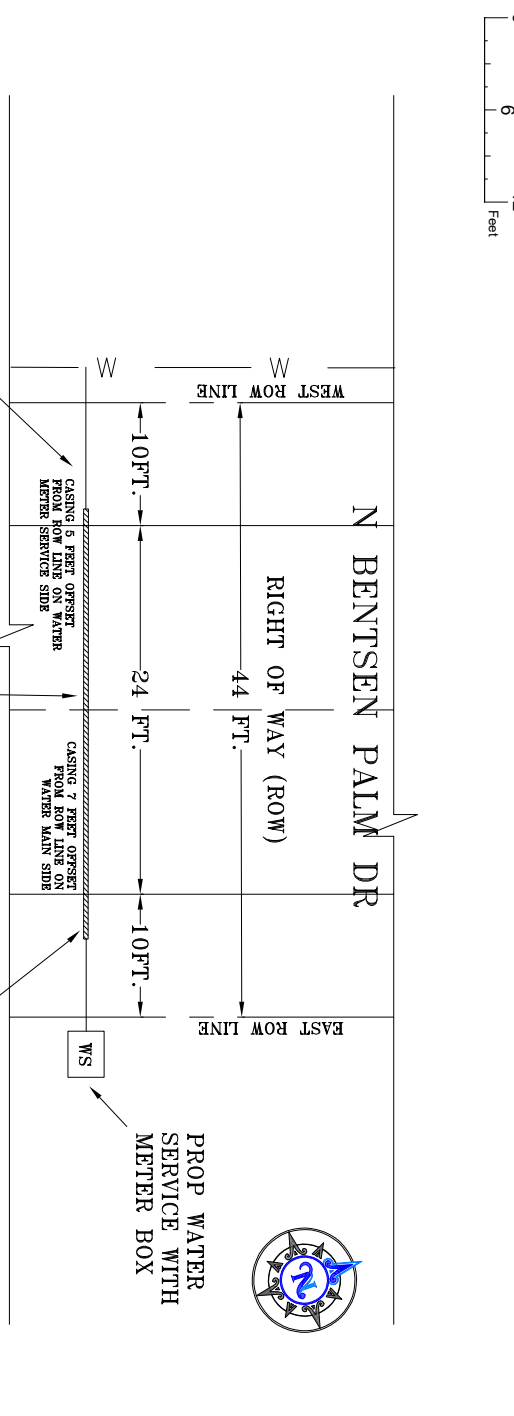 6
Feet
W
W
WEST ROW LINE
N BENTSEN PALM DR
RIGHT OF WAY (ROW)
44 FT.
10FT.
24 FT.
10FT.
CASING 5 FEET OFFSET
FROM ROW LINE ON WATER
METER SERVICE SIDE
CASING 7 FEET OFFSET
FROM ROW LINE ON
WATER MAIN SIDE
EAST ROW LINE
WS
PROP WATER
SERVICE WITH
METER BOX
N